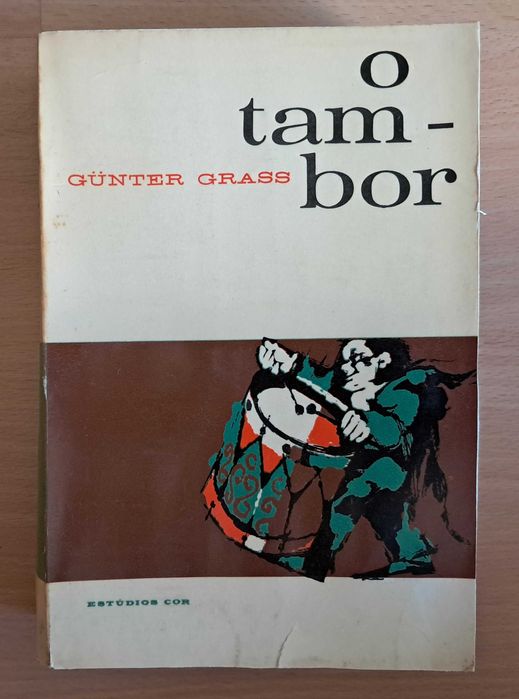 o
tam-
GÜNTER GRASS
bor
ESTÚDIOS COR